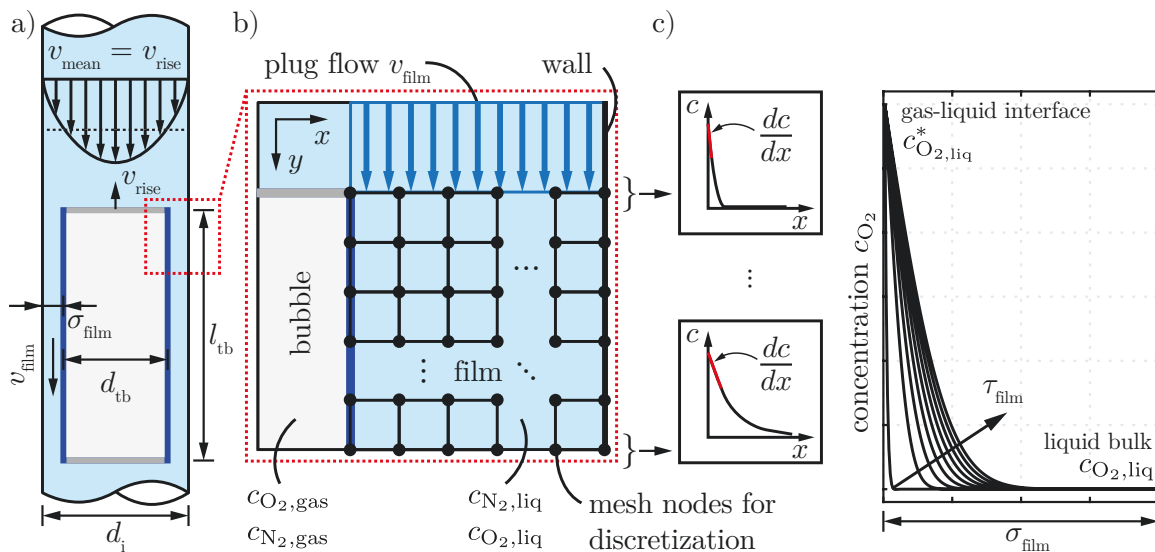 a)
v_mean = v_rise
v_rise
σ_film
v_film
d_tb
l_tb
d_i
b)
plug flow v_film
wall
x
y
bubble
...
film
c_O₂,gas
c_N₂,gas
c_N₂,liq
c_O₂,liq
mesh nodes for
discretization
c)
c
dc/dx
x
c
dc/dx
x
concentration c_O₂
gas-liquid interface
c*_O₂,liq
τ_film
liquid bulk
c_O₂,liq
σ_film